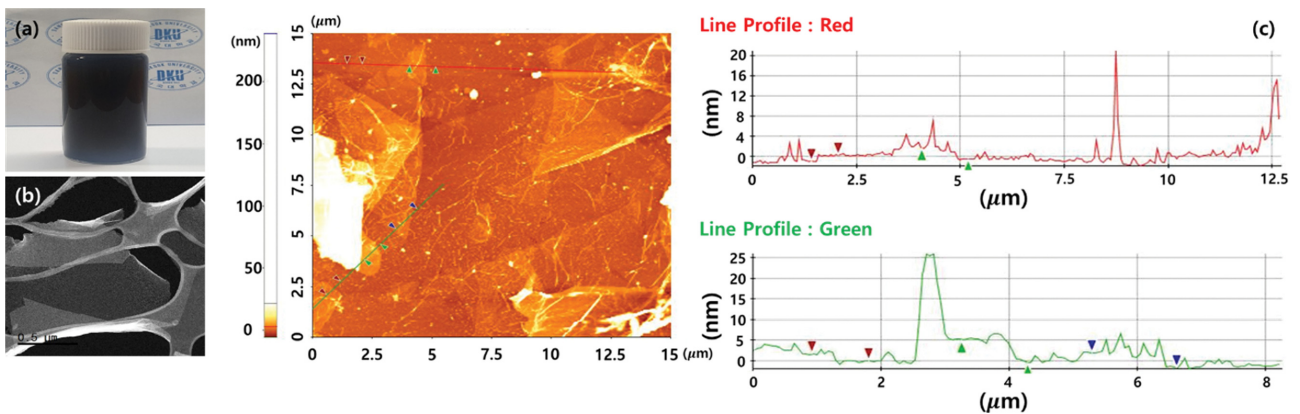 (a)
DKU
DANKOOK UNIVERSITY
(b)
0.5 μm
(nm)
200
150
100
50
0
(μm)
15
12.5
10
7.5
5
2.5
0
0
2.5
5
7.5
10
12.5
15 (μm)
Line Profile : Red
(c)
(nm)
20
16
12
8
4
0
0
2.5
5
7.5
10
12.5
(μm)
Line Profile : Green
(nm)
25
20
15
10
5
0
0
2
4
6
8
(μm)